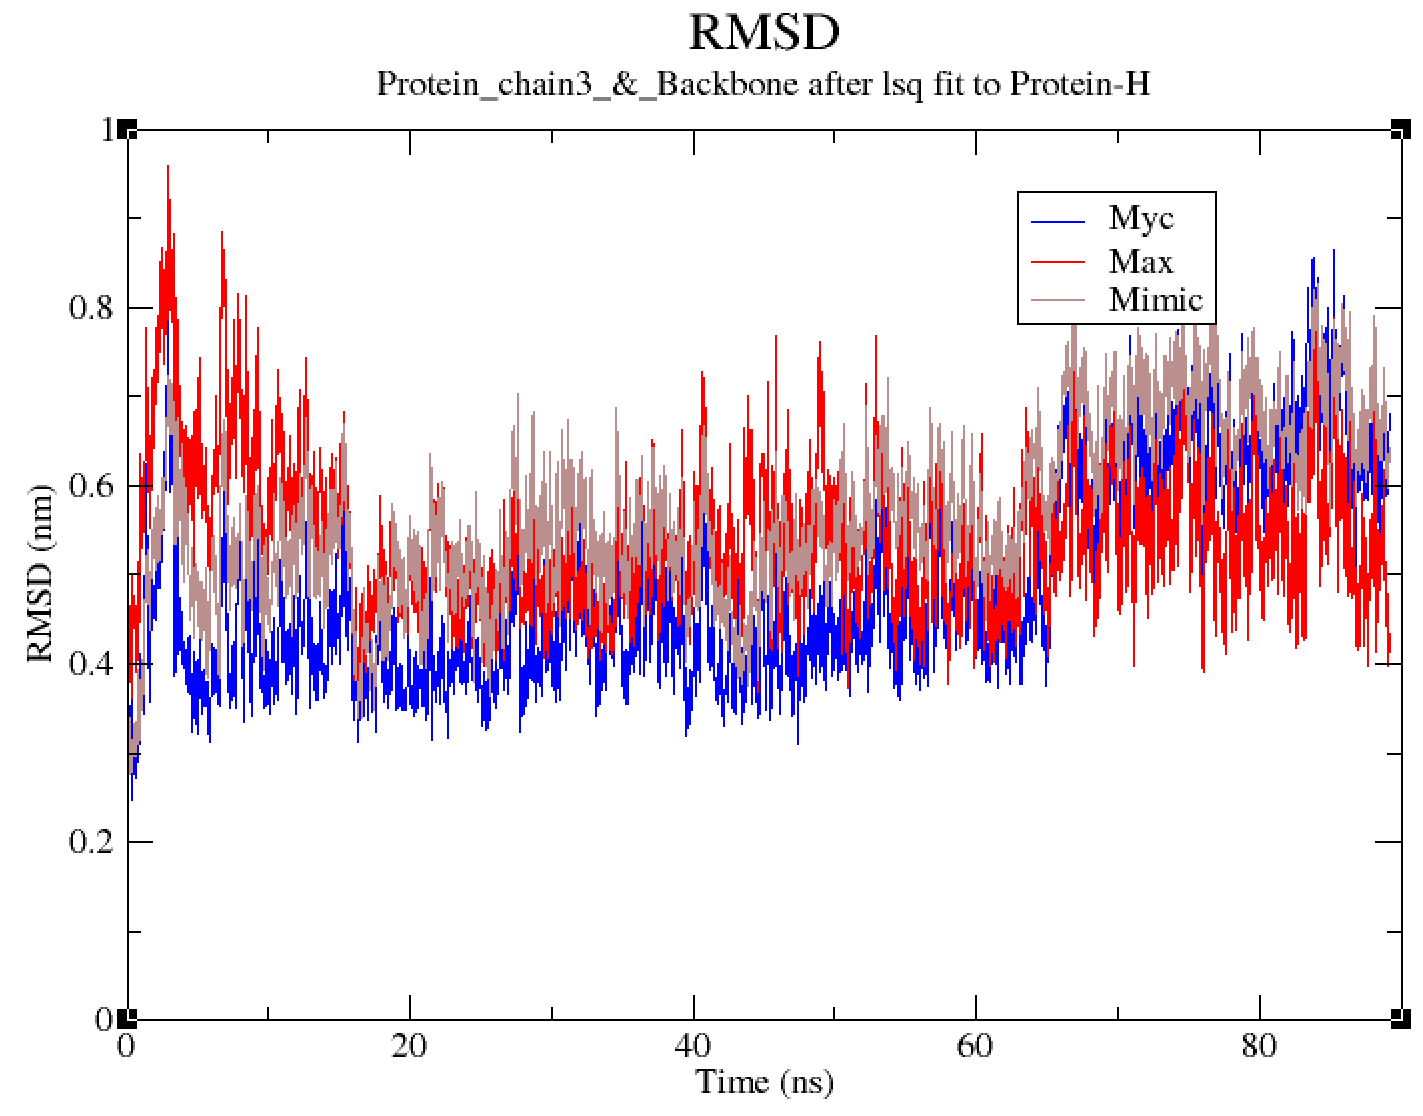 RMSD
Protein_chain3_&_Backbone after lsq fit to Protein-H
1
0.8
0.6
0.4
0.2
0
RMSD (nm)
Myc
Max
Mimic
0 20 40 60 80
Time (ns)